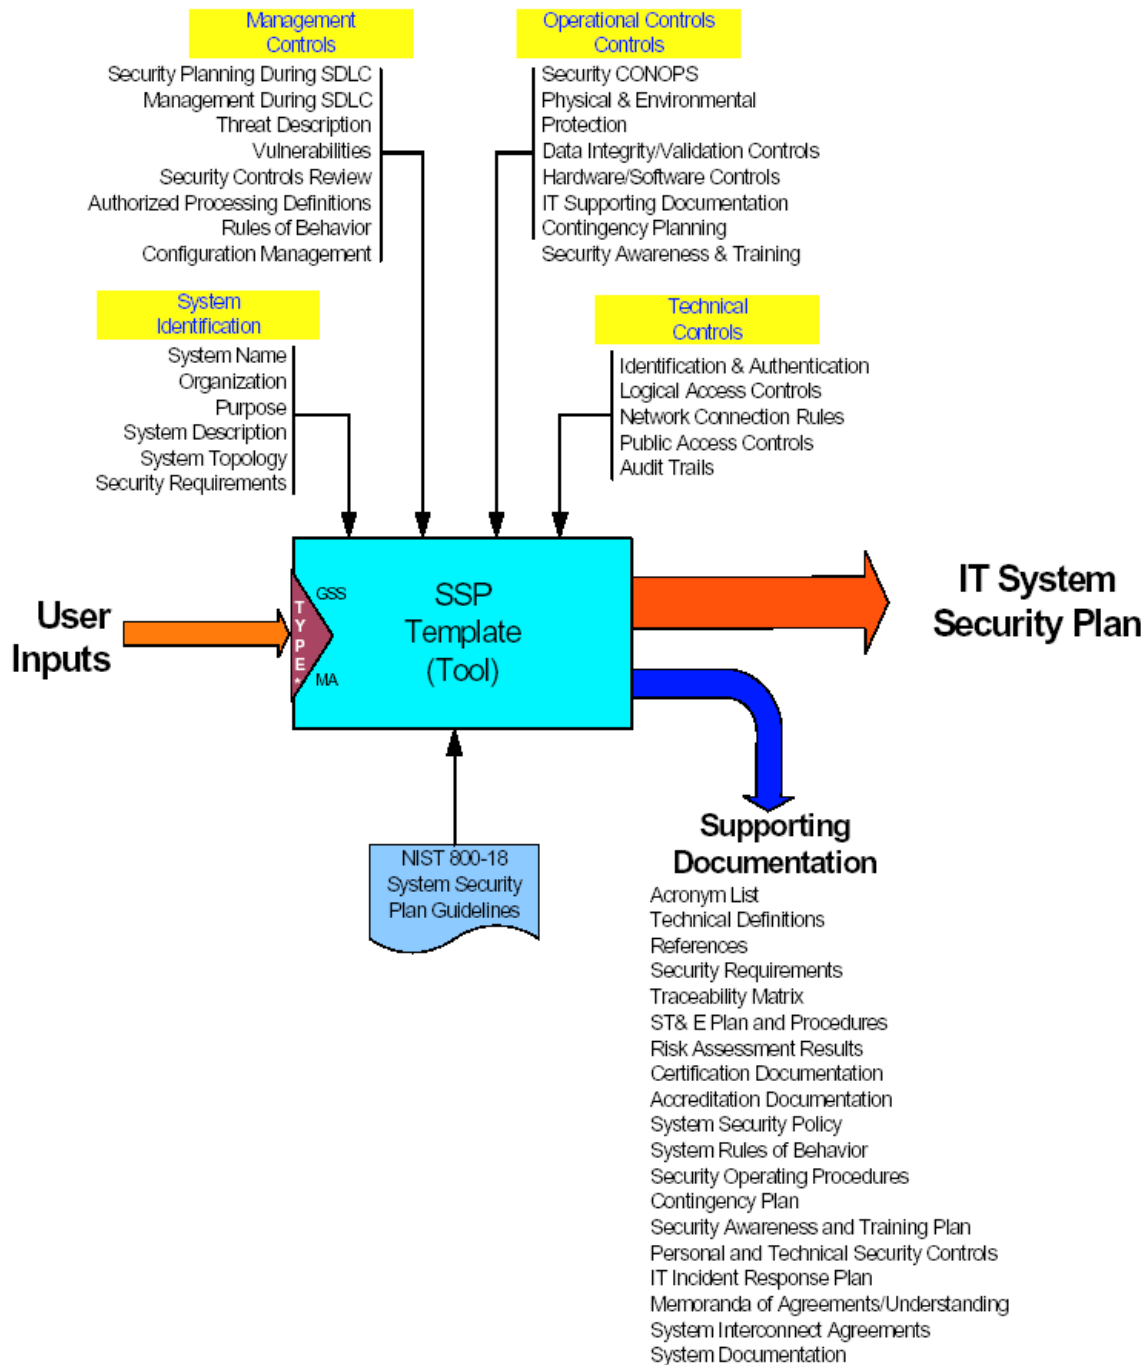 Management
Controls
Security Planning During SDLC
Management During SDLC
Threat Description
Vulnerabilities
Security Controls Review
Authorized Processing Definitions
Rules of Behavior
Configuration Management
Operational Controls
Controls
Security CONOPS
Physical & Environmental
Protection
Data Integrity/Validation Controls
Hardware/Software Controls
IT Supporting Documentation
Contingency Planning
Security Awareness & Training
System
Identification
System Name
Organization
Purpose
System Description
System Topology
Security Requirements
Technical
Controls
Identification & Authentication
Logical Access Controls
Network Connection Rules
Public Access Controls
Audit Trails
User
Inputs
TYPE*
GSS
MA
SSP
Template
(Tool)
IT System
Security Plan
NIST 800-18
System Security
Plan Guidelines
Supporting
Documentation
Acronym List
Technical Definitions
References
Security Requirements
Traceability Matrix
ST& E Plan and Procedures
Risk Assessment Results
Certification Documentation
Accreditation Documentation
System Security Policy
System Rules of Behavior
Security Operating Procedures
Contingency Plan
Security Awareness and Training Plan
Personal and Technical Security Controls
IT Incident Response Plan
Memoranda of Agreements/Understanding
System Interconnect Agreements
System Documentation